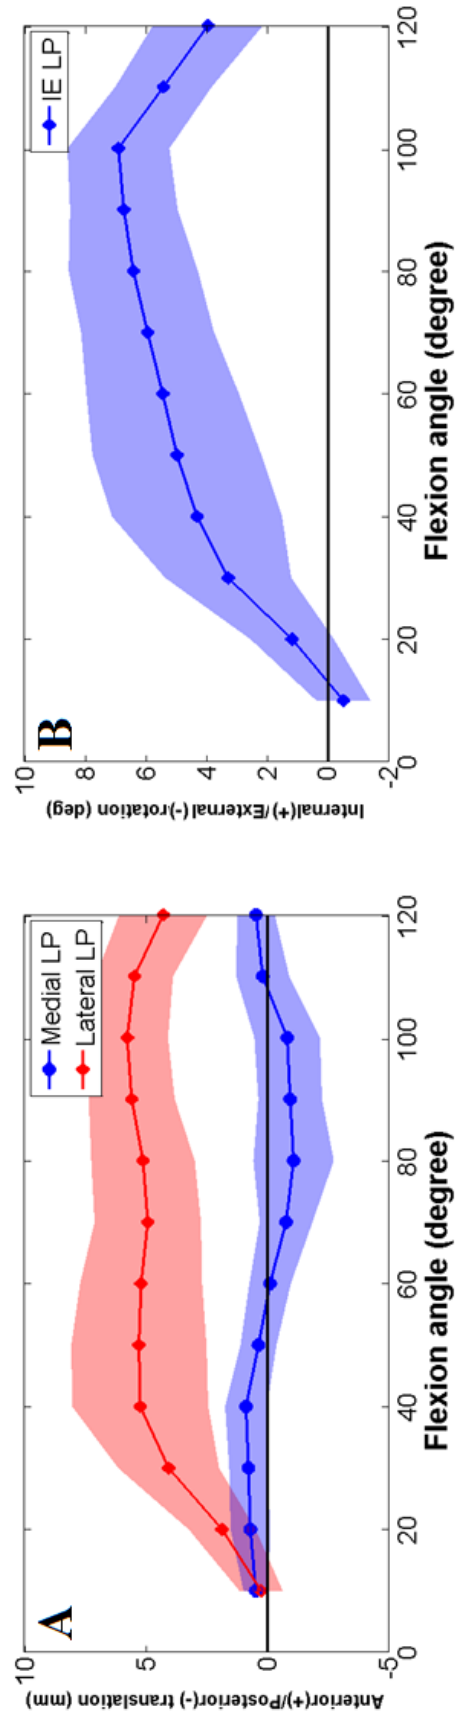 A
Medial LP
Lateral LP
Anterior(+)/Posterior(-) translation (mm)
10
5
0
-5
0
20
40
60
80
100
120
Flexion angle (degree)
B
IE LP
Internal(+)/External(-) rotation (deg)
10
8
6
4
2
0
-2
0
20
40
60
80
100
120
Flexion angle (degree)